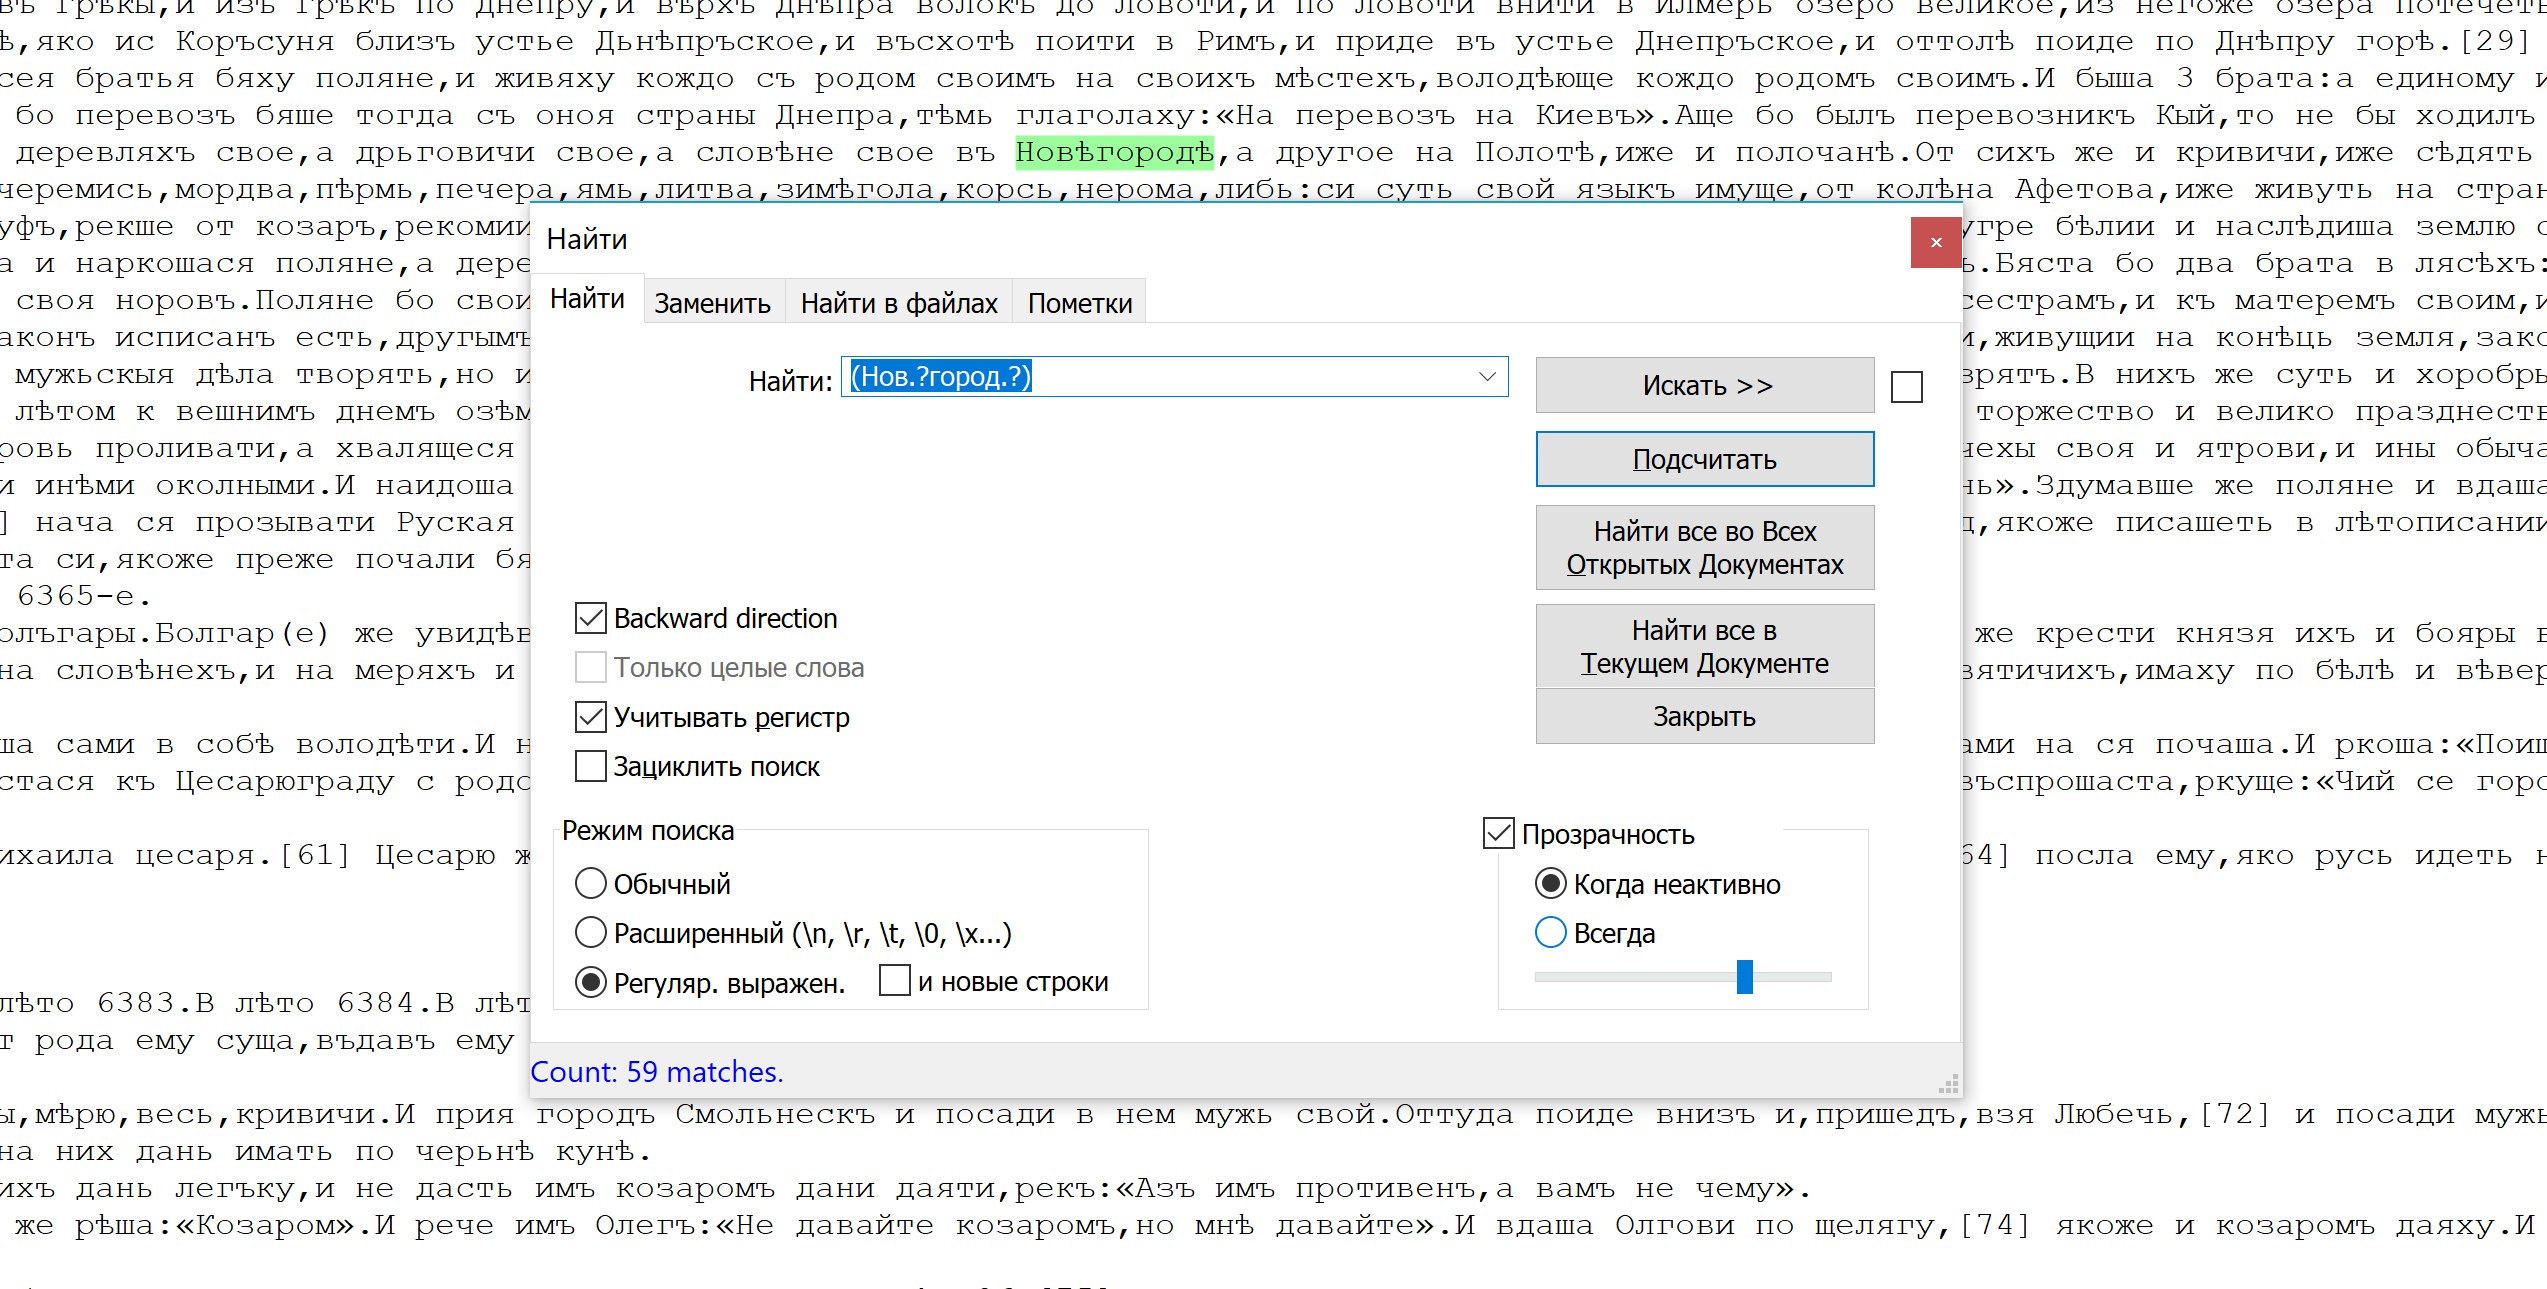 въ Грѣкы,и изъ Грѣкъ по Днепру,и вѣрхъ Днѣпра волокъ до Ловоти,и по Ловоти внити в Илмерь озеро великое,из негоже озера потечеть
ѣ,яко ис Коръсуня близъ устье Дьнѣпръское,и въсхотѣ поити в Римъ,и приде въ устье Днепръское,и оттолѣ поиде по Днѣпру горѣ.[29]
сея братья бяху поляне,и живяху кождо съ родом своимъ на своихъ мѣстехъ,володѣюще кождо родомъ своимъ.И быша 3 брата:а единому и
бо перевозъ бяше тогда съ оноя страны Днепра,тѣмь глаголаху:«На перевозъ на Киевъ».Аще бо былъ перевозникъ Кый,то не бы ходилъ
деревляхъ свое,а дрьговичи свое,а словѣне свое въ Новѣгородѣ,а другое на Полотѣ,иже и полочанѣ.От сихъ же и кривичи,иже сѣдять
черемись,мордва,пѣрмь,печера,ямь,литва,зимѣгола,корсь,нерома,либь:си суть свой языкъ имуще,от колѣна Афетова,иже живуть на стран
уфъ,рекше от козаръ,рекомии угре бѣлии и наслѣдиша землю с
а и наркошася поляне,а дере ь.Бяста бо два брата в лясѣхъ:
своя норовъ.Поляне бо свои сестрамъ,и къ матеремъ своим,и
аконъ исписанъ есть,другымъ и,живущии на конѣць земля,зако
мужьскыя дѣла творять,но и зрятъ.В нихъ же суть и хоробры
лѣтом к вешнимъ днемъ озѣм торжество и велико празднеств
ровь проливати,а хвалящеся чехы своя и ятрови,и ины обыча
и инѣми околными.И наидоша нь».Здумавше же поляне и вдаша
] нача ся прозывати Руская д,якоже писашеть в лѣтописании
та си,якоже преже почали бя
6365-е.
олъгары.Болгар(е) же увидѣв же крести князя ихъ и бояры в
на словѣнехъ,и на меряхъ и вятичихъ,имаху по бѣлѣ и вѣвер
ша сами в собѣ володѣти.И н ами на ся почаша.И ркоша:«Поищ
стася къ Цесарюграду с родо въспрошаста,ркуще:«Чий се горо
ихаила цесаря.[61] Цесарю ж 64] посла ему,яко русь идеть н
лѣто 6383.В лѣто 6384.В лѣт
т рода ему суща,въдавъ ему
Найти
×
Найти Заменить Найти в файлах Пометки
Найти: (Нов.?город.?)
Искать >>
Подсчитать
Найти все во Всех
Открытых Документах
Найти все в
Текущем Документе
Закрыть
Backward direction
Только целые слова
Учитывать регистр
Зациклить поиск
Режим поиска
Обычный
Расширенный (\n, \r, \t, \0, \x...)
Регуляр. выражен. и новые строки
Прозрачность
Когда неактивно
Всегда
Count: 59 matches.
ы,мѣрю,весь,кривичи.И прия городъ Смольнескъ и посади в нем мужь свой.Оттуда поиде внизъ и,пришедъ,взя Любечь,[72] и посади мужь
на них дань имать по черьнѣ кунѣ.
ихъ дань легъку,и не дасть имъ козаромъ дани даяти,рекъ:«Азъ имъ противенъ,а вамъ не чему».
же рѣша:«Козаром».И рече имъ Олегъ:«Не давайте козаромъ,но мнѣ давайте».И вдаша Олгови по щелягу,[74] якоже и козаромъ даяху.И